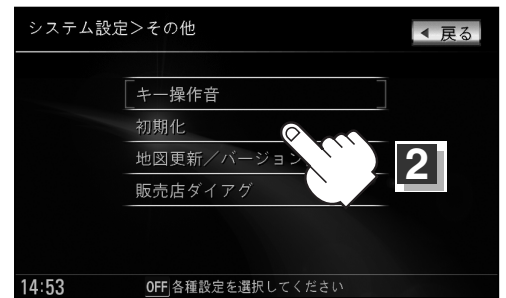 システム設定>その他
◀ 戻る
キー操作音
初期化
地図更新／バージョン
販売店ダイアグ
2
14:53 OFF 各種設定を選択してください